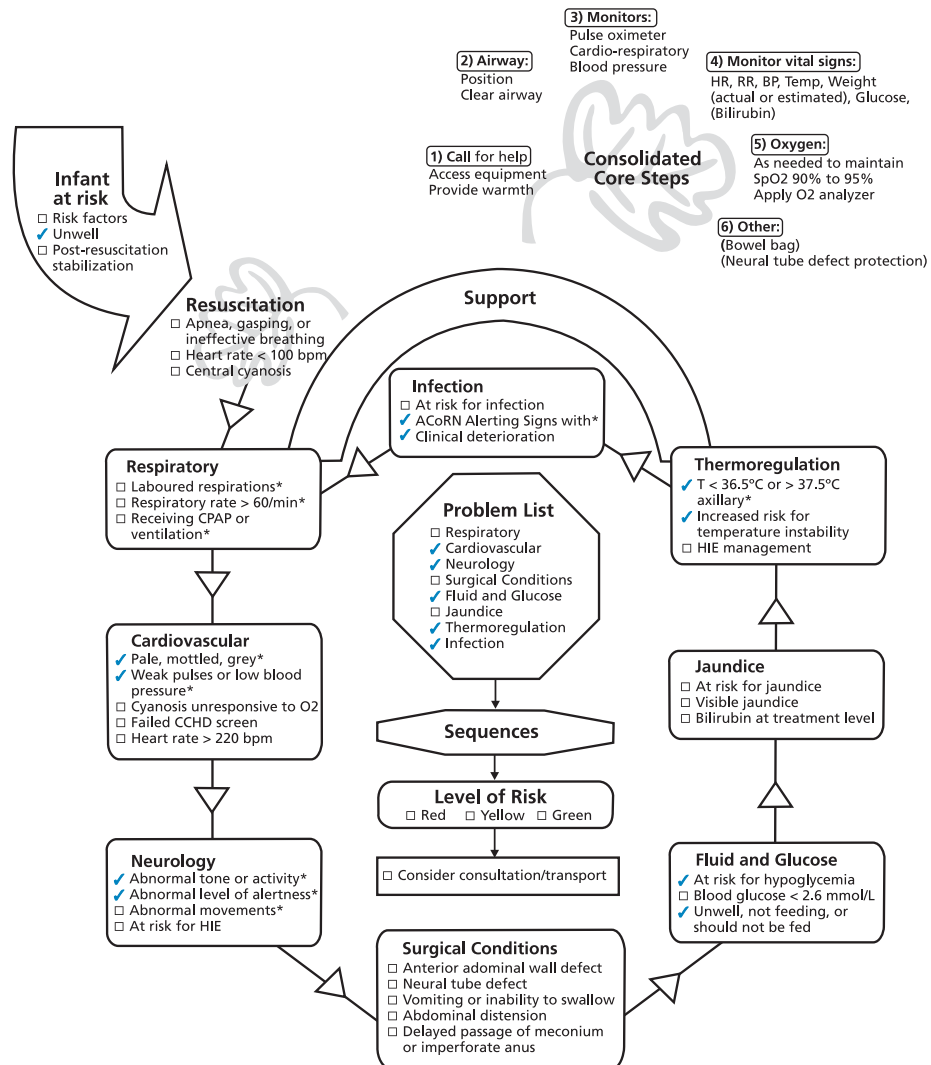 3) Monitors:
Pulse oximeter
Cardio-respiratory
Blood pressure
2) Airway:
Position
Clear airway
4) Monitor vital signs:
HR, RR, BP, Temp, Weight
(actual or estimated), Glucose,
(Bilirubin)
1) Call for help
Access equipment
Provide warmth
Consolidated
Core Steps
5) Oxygen:
As needed to maintain
SpO2 90% to 95%
Apply O2 analyzer
6) Other:
(Bowel bag)
(Neural tube defect protection)
Infant
at risk
☐ Risk factors
✓ Unwell
☐ Post-resuscitation
stabilization
Resuscitation
☐ Apnea, gasping, or
ineffective breathing
☐ Heart rate < 100 bpm
☐ Central cyanosis
Support
Infection
☐ At risk for infection
✓ ACoRN Alerting Signs with*
✓ Clinical deterioration
Respiratory
☐ Laboured respirations*
☐ Respiratory rate > 60/min*
☐ Receiving CPAP or
ventilation*
Thermoregulation
✓ T < 36.5ºC or > 37.5ºC
axillary*
✓ Increased risk for
temperature instability
☐ HIE management
Problem List
☐ Respiratory
✓ Cardiovascular
✓ Neurology
☐ Surgical Conditions
✓ Fluid and Glucose
☐ Jaundice
✓ Thermoregulation
✓ Infection
Cardiovascular
✓ Pale, mottled, grey*
✓ Weak pulses or low blood
pressure*
☐ Cyanosis unresponsive to O2
☐ Failed CCHD screen
☐ Heart rate > 220 bpm
Jaundice
☐ At risk for jaundice
☐ Visible jaundice
☐ Bilirubin at treatment level
Sequences
Level of Risk
☐ Red ☐ Yellow ☐ Green
☐ Consider consultation/transport
Neurology
✓ Abnormal tone or activity*
✓ Abnormal level of alertness*
☐ Abnormal movements*
☐ At risk for HIE
Fluid and Glucose
✓ At risk for hypoglycemia
☐ Blood glucose < 2.6 mmol/L
✓ Unwell, not feeding, or
should not be fed
Surgical Conditions
☐ Anterior adominal wall defect
☐ Neural tube defect
☐ Vomiting or inability to swallow
☐ Abdominal distension
☐ Delayed passage of meconium
or imperforate anus